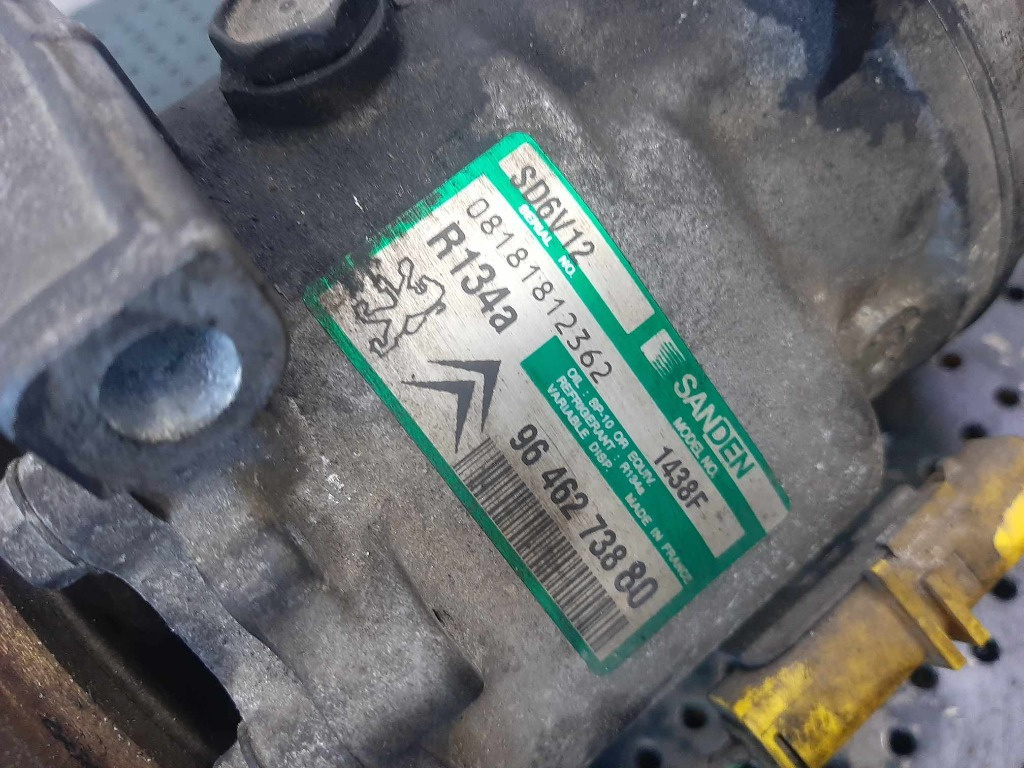 SD6V12
SANDEN
SERIAL NO.
MODEL NO.
08181812362
1438F
R134a
OIL : SP-10 OR EQUIV.
REFRIGERANT : R134a
VARIABLE DISP. MADE IN FRANCE
96 462 738 80